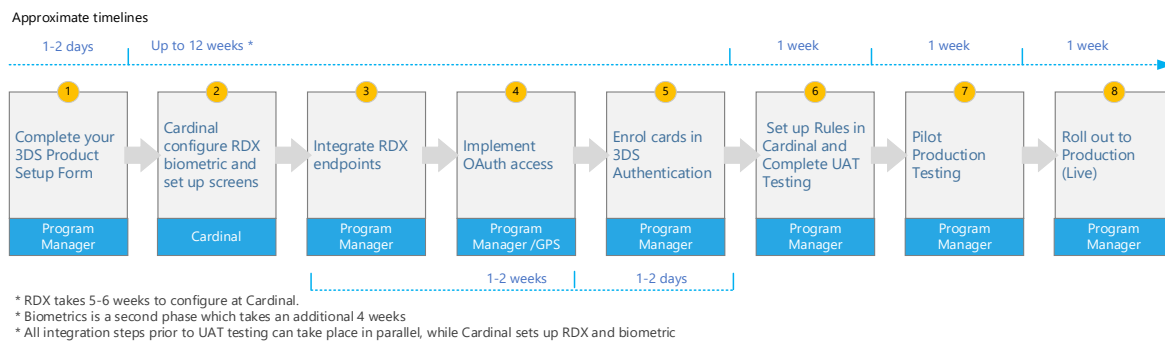 Approximate timelines
1-2 days
Up to 12 weeks *
1 week
1 week
1 week
1
2
3
4
5
6
7
8
Complete your
3DS Product
Setup Form
Cardinal
configure RDX
biometric and
set up screens
Integrate RDX
endpoints
Implement
OAuth access
Enrol cards in
3DS
Authentication
Set up Rules in
Cardinal and
Complete UAT
Testing
Pilot
Production
Testing
Roll out to
Production
(Live)
Program
Manager
Cardinal
Program
Manager
Program
Manager /GPS
Program
Manager
Program
Manager
Program
Manager
Program
Manager
1-2 weeks
1-2 days
* RDX takes 5-6 weeks to configure at Cardinal.
* Biometrics is a second phase which takes an additional 4 weeks
* All integration steps prior to UAT testing can take place in parallel, while Cardinal sets up RDX and biometric